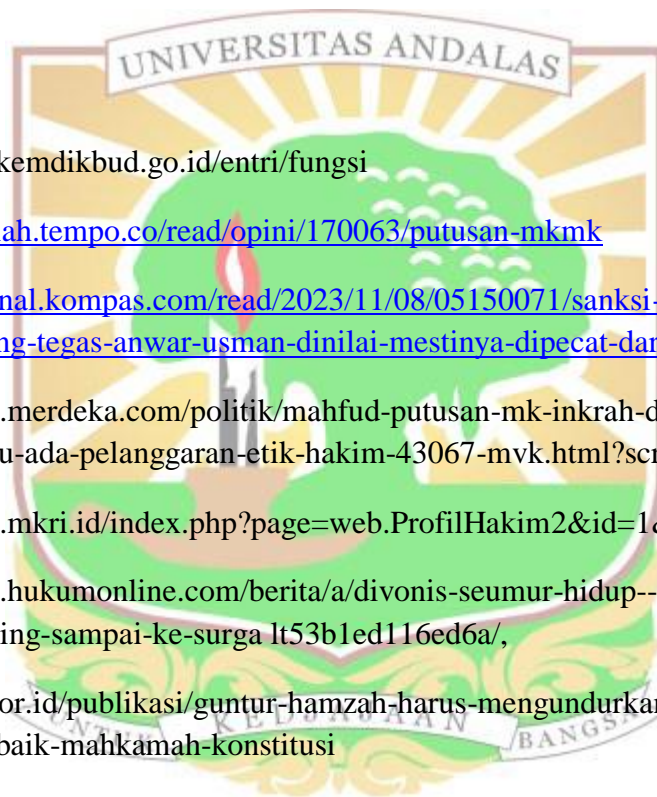 UNIVERSITAS ANDALAS
kemdikbud.go.id/entri/fungsi
ah.tempo.co/read/opini/170063/putusan-mkmk
nal.kompas.com/read/2023/11/08/05150071/sanksi-
ng-tegas-anwar-usman-dinilai-mestinya-dipecat-dar
.merdeka.com/politik/mahfud-putusan-mk-inkrah-d
u-ada-pelanggaran-etik-hakim-43067-mvk.html?scr
.mkri.id/index.php?page=web.ProfilHakim2&id=1&
.hukumonline.com/berita/a/divonis-seumur-hidup--
ing-sampai-ke-surga lt53b1ed116ed6a/,
or.id/publikasi/guntur-hamzah-harus-mengundurkan
baik-mahkamah-konstitusi
UNTUK KEDJAJAAN BANGSA